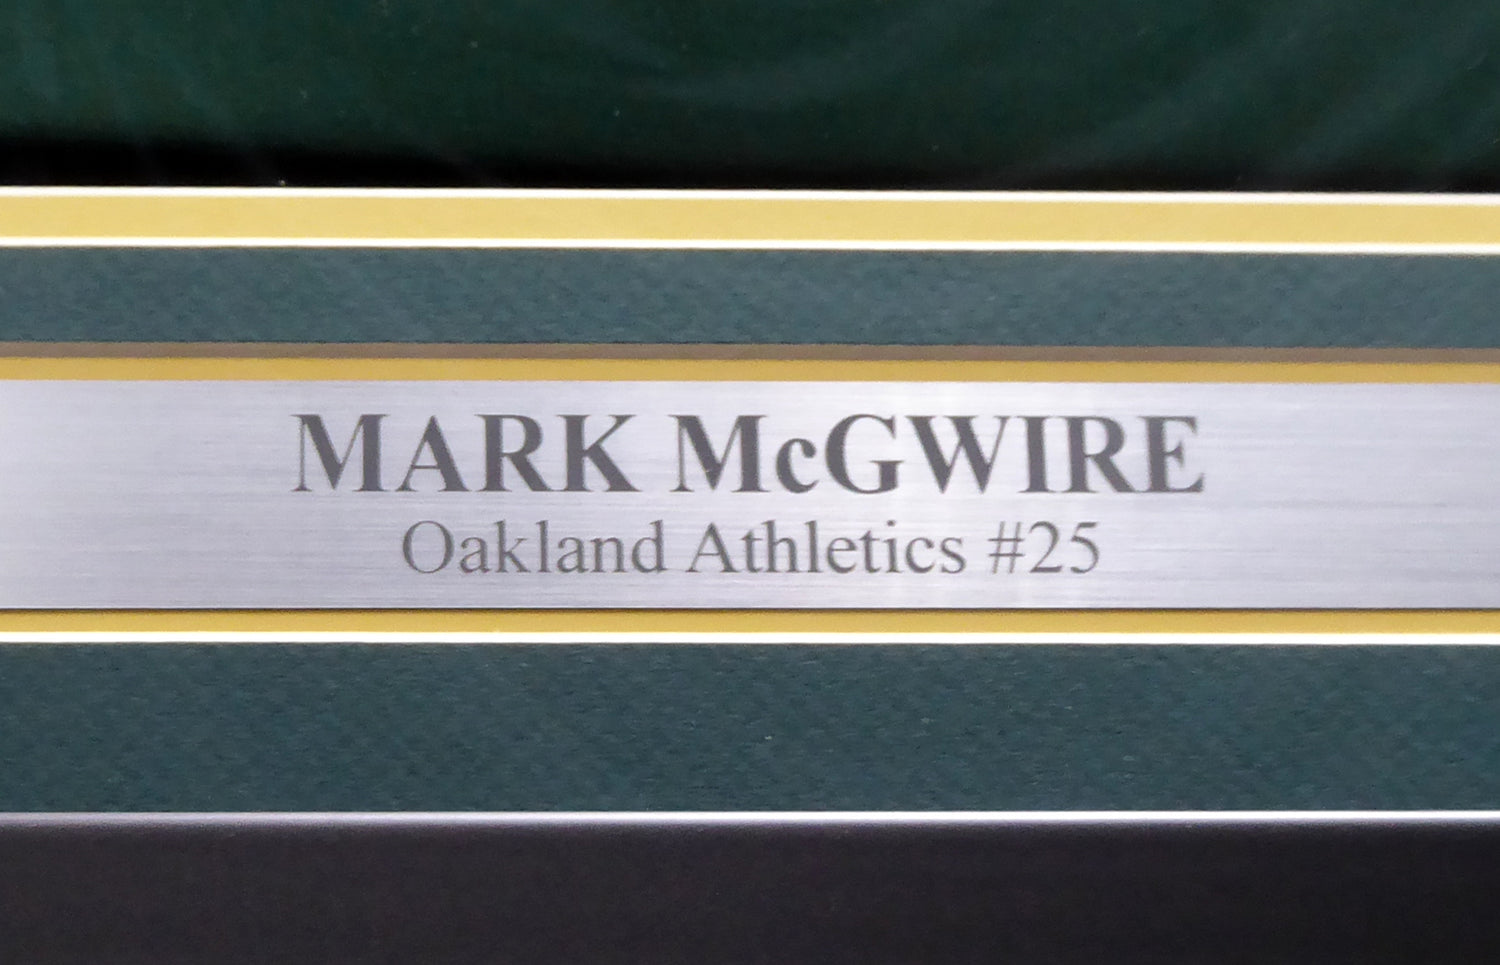 MARK McGWIRE
Oakland Athletics #25